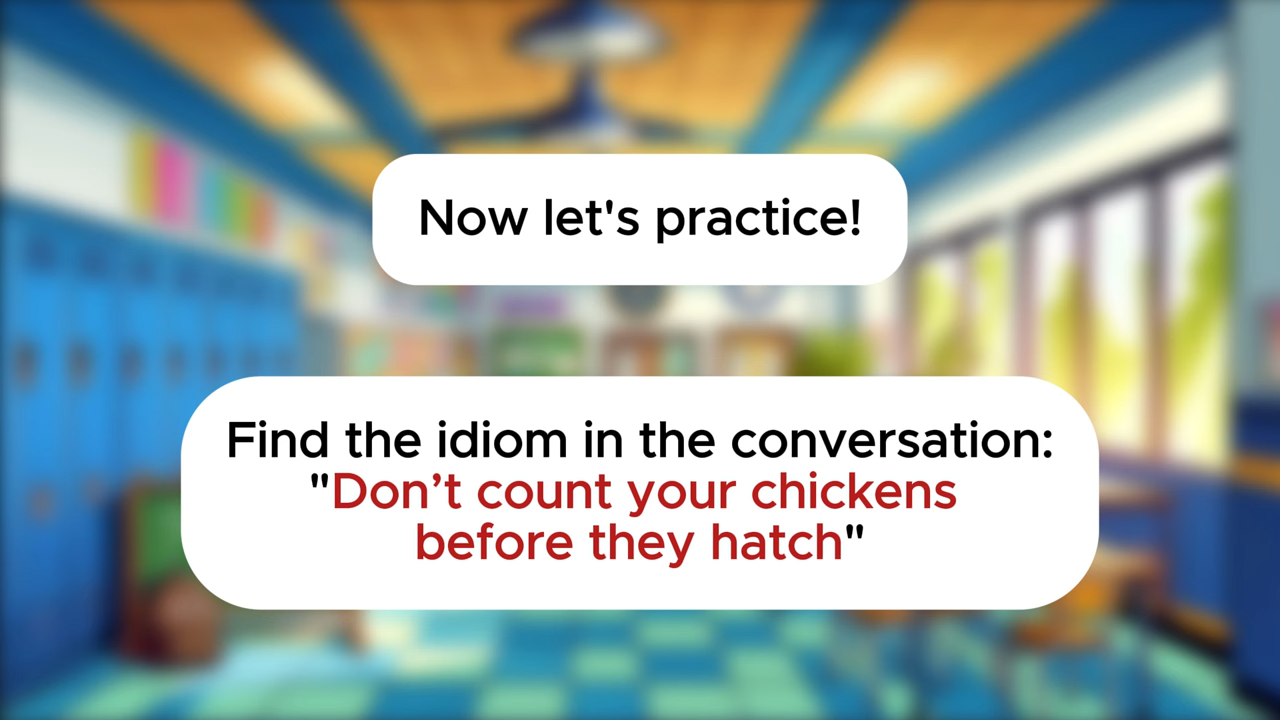 Now let's practice!
Find the idiom in the conversation:
"Don’t count your chickens
before they hatch"